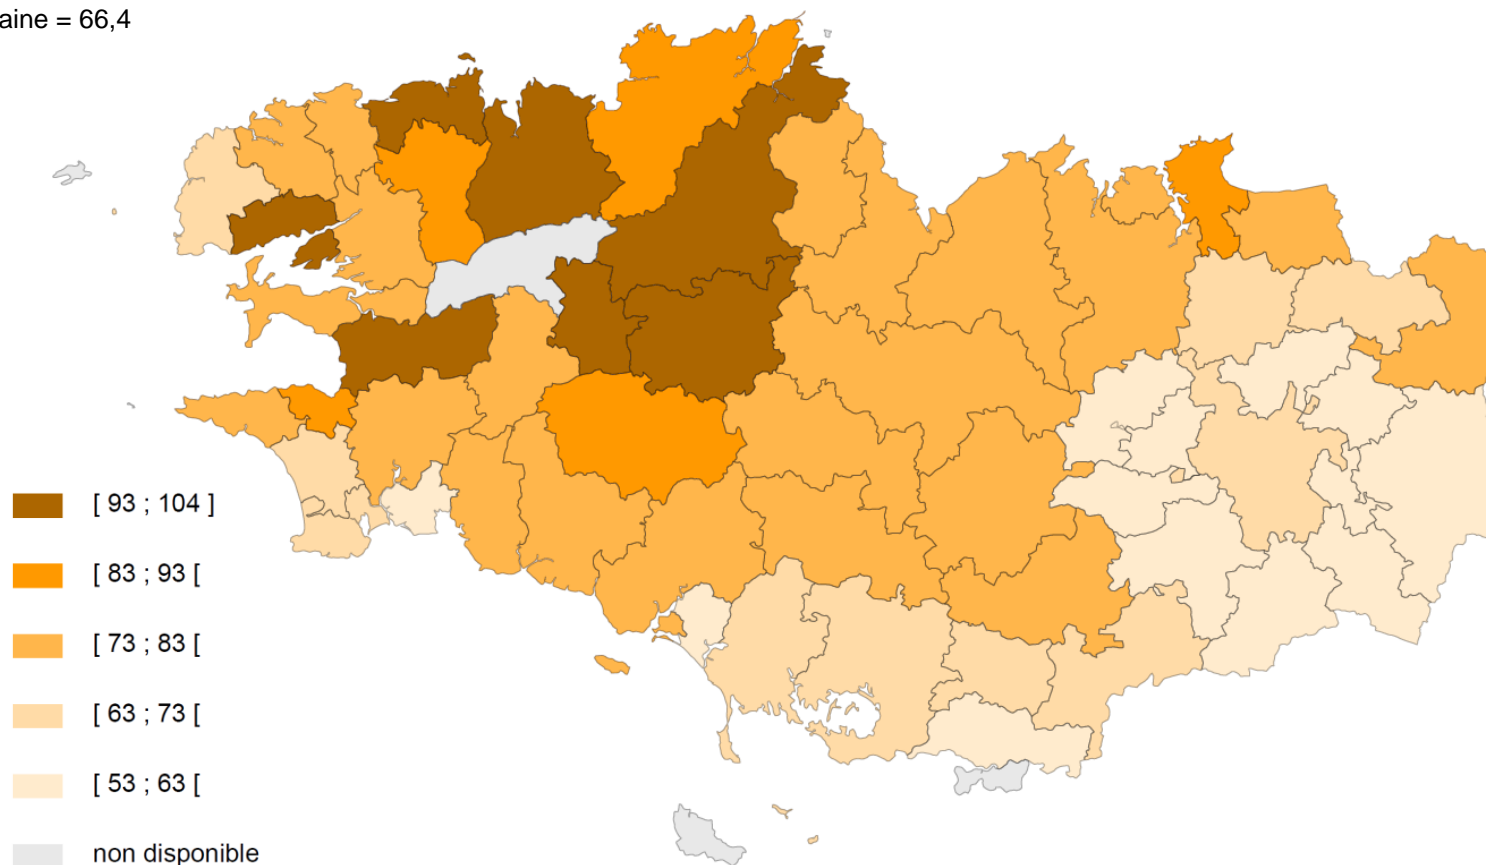 aine = 66,4
[ 93 ; 104 ]
[ 83 ; 93 [
[ 73 ; 83 [
[ 63 ; 73 [
[ 53 ; 63 [
non disponible